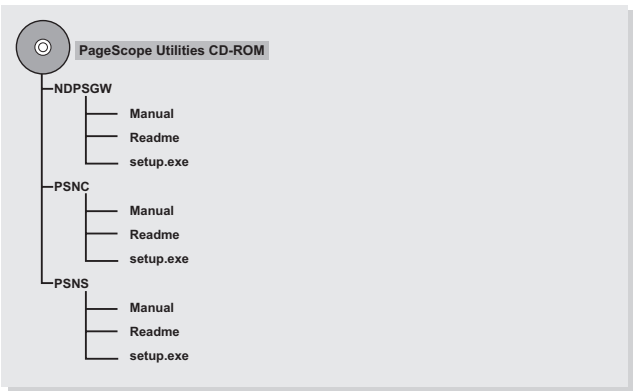 PageScope Utilities CD-ROM
NDPSGW
Manual
Readme
setup.exe
PSNC
Manual
Readme
setup.exe
PSNS
Manual
Readme
setup.exe